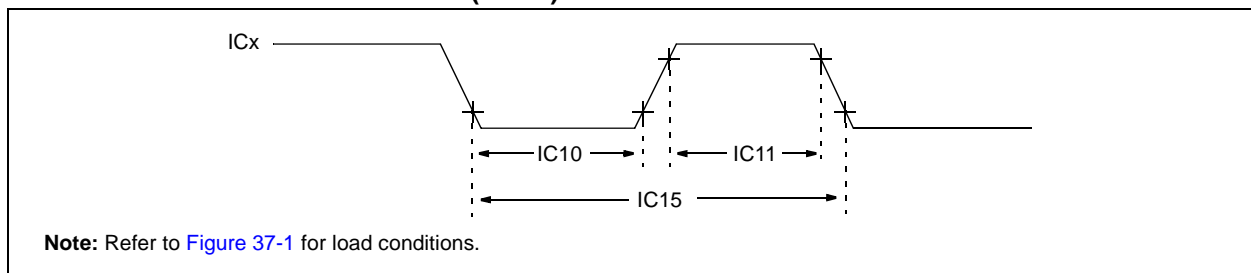 ICx
IC10
IC11
IC15
Note: Refer to Figure 37-1 for load conditions.